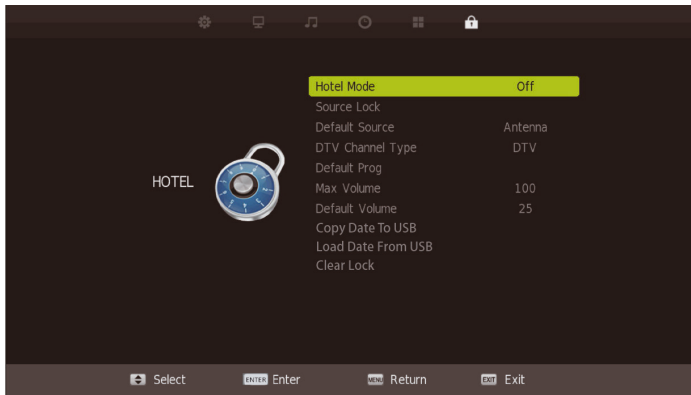 Hotel Mode Off
Source Lock
Default Source Antenna
DTV Channel Type DTV
Default Prog
HOTEL
Max Volume 100
Default Volume 25
Copy Date To USB
Load Date From USB
Clear Lock
Select ENTER Enter MENU Return EXIT Exit